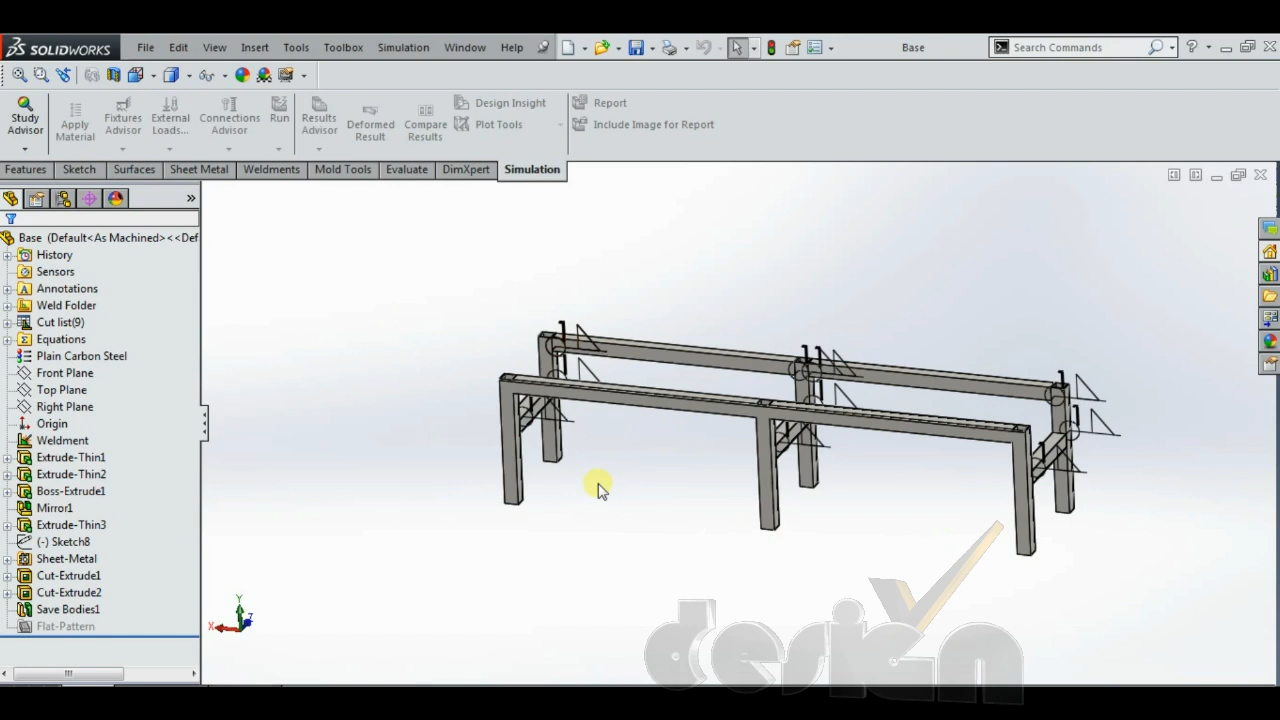 SOLIDWORKS File Edit View Insert Tools Toolbox Simulation Window Help Base Search Commands
Study Advisor
Apply Material
Fixtures Advisor
External Loads...
Connections Advisor
Run
Results Advisor
Deformed Result
Compare Results
Design Insight
Plot Tools
Report
Include Image for Report
Features Sketch Surfaces Sheet Metal Weldments Mold Tools Evaluate DimXpert Simulation
Base (Default<As Machined><<Def
History
Sensors
Annotations
Weld Folder
Cut list(9)
Equations
Plain Carbon Steel
Front Plane
Top Plane
Right Plane
Origin
Weldment
Extrude-Thin1
Extrude-Thin2
Boss-Extrude1
Mirror1
Extrude-Thin3
(-) Sketch8
Sheet-Metal
Cut-Extrude1
Cut-Extrude2
Save Bodies1
Flat-Pattern
Y
X Z
design